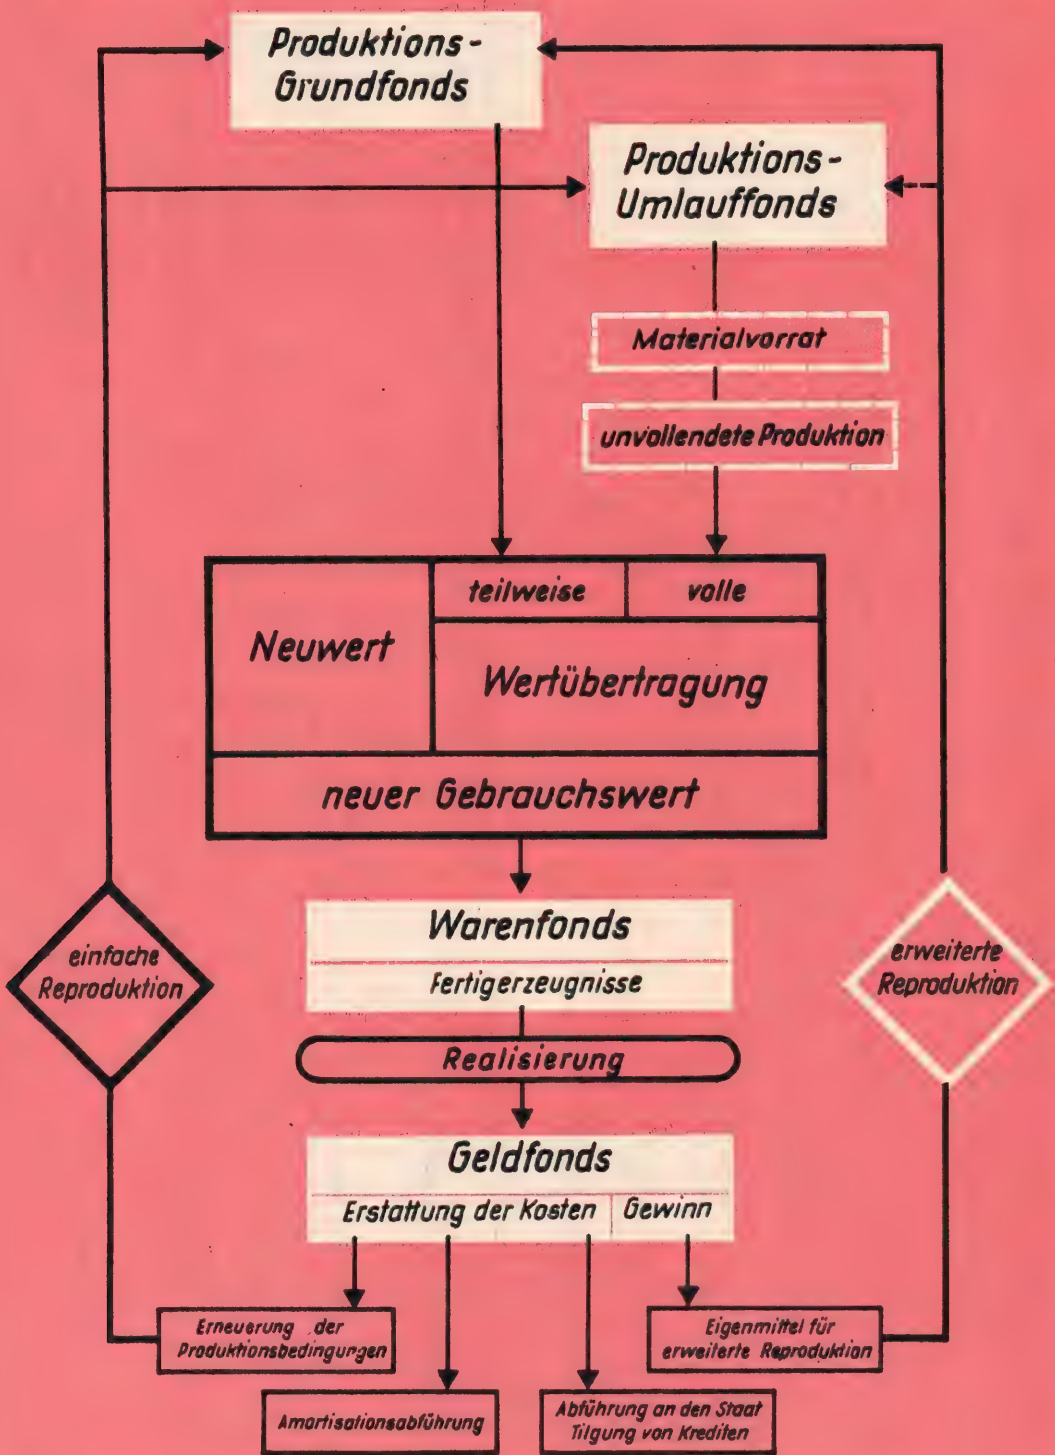 Produktions-
Grundfonds
Produktions-
Umlauffonds
Materialvorrat
unvollendete Produktion
teilweise
volle
Neuwert
Wertübertragung
neuer Gebrauchswert
einfache
Reproduktion
Warenfonds
Fertigerzeugnisse
erweiterte
Reproduktion
Realisierung
Geldfonds
Erstattung der Kosten
Gewinn
Erneuerung der
Produktionsbedingungen
Eigenmittel für
erweiterte Reproduktion
Amortisationsabführung
Abführung an den Staat
Tilgung von Krediten